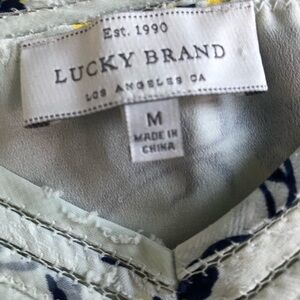 Est. 1990
LUCKY BRAND
LOS ANGELES CA
M
MADE IN
CHINA